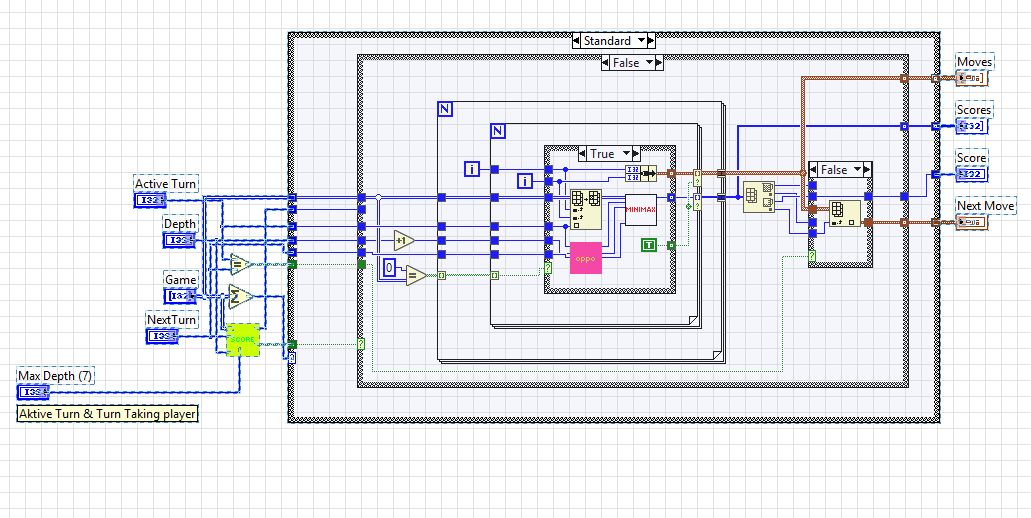 Standard
False
Moves
N
Scores
I32
N
Score
I32
True
i
False
Active Turn
i
I32
Next Move
MINIMAX
Depth
I32
+1
T
oppo
0
Game
I32
NextTurn
I32
SCORE
Max Depth (7)
I32
Aktive Turn & Turn Taking player